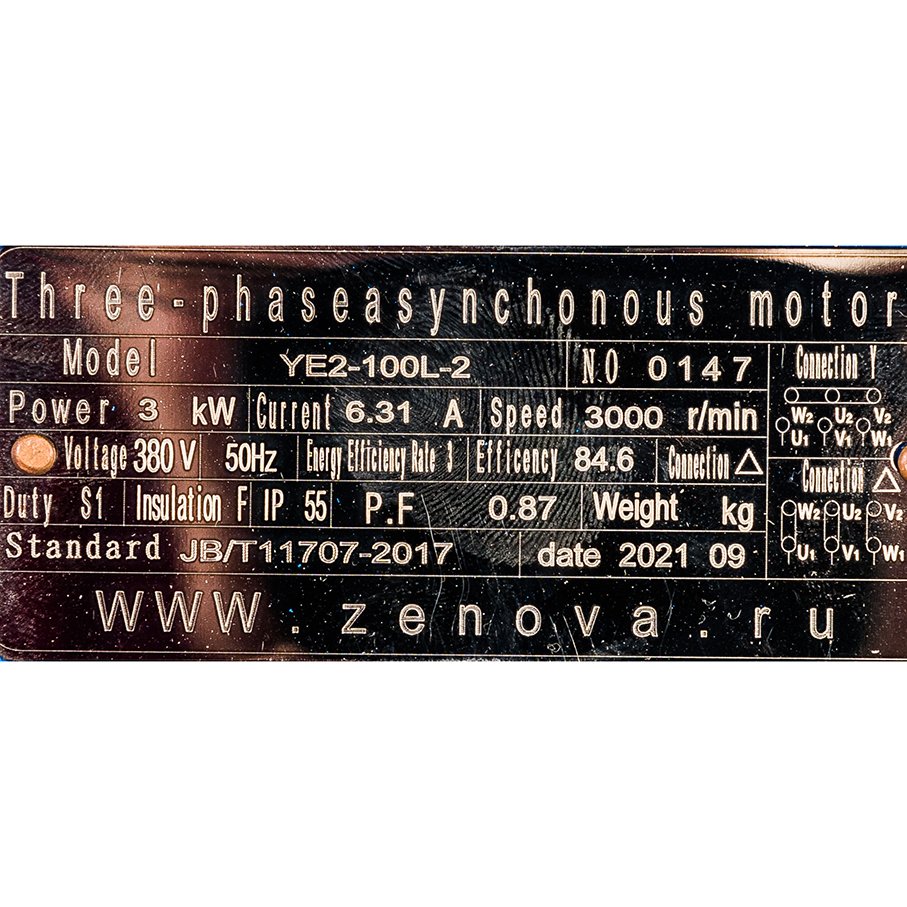 Three-phaseasynchonous motor
Model YE2-100L-2 NO 0147 Connection Y
Power 3 kW Current 6.31 A Speed 3000 r/min
W2 U2 V2
U1 V1 W1
Voltage 380 V 50Hz Energy Efficiency Rate 3 Efficency 84.6 Connection △
Connection △
Duty S1 Insulation F IP 55 P.F 0.87 Weight kg
W2 U2 V2
U1 V1 W1
Standard JB/T11707-2017 date 2021 09
WWW.zenova.ru